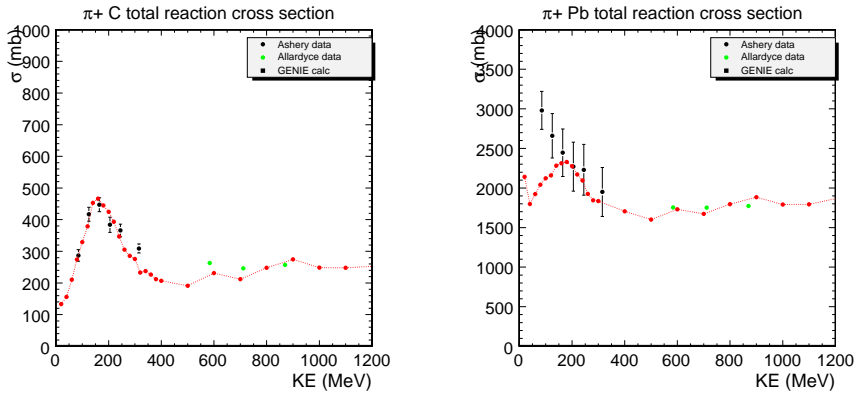 π+ C total reaction cross section
σ (mb)
1000
900
800
700
600
500
400
300
200
100
0
Ashery data
Allardyce data
GENIE calc
0 200 400 600 800 1000 1200
KE (MeV)
π+ Pb total reaction cross section
σ (mb)
4000
3500
3000
2500
2000
1500
1000
500
0
Ashery data
Allardyce data
GENIE calc
0 200 400 600 800 1000 1200
KE (MeV)